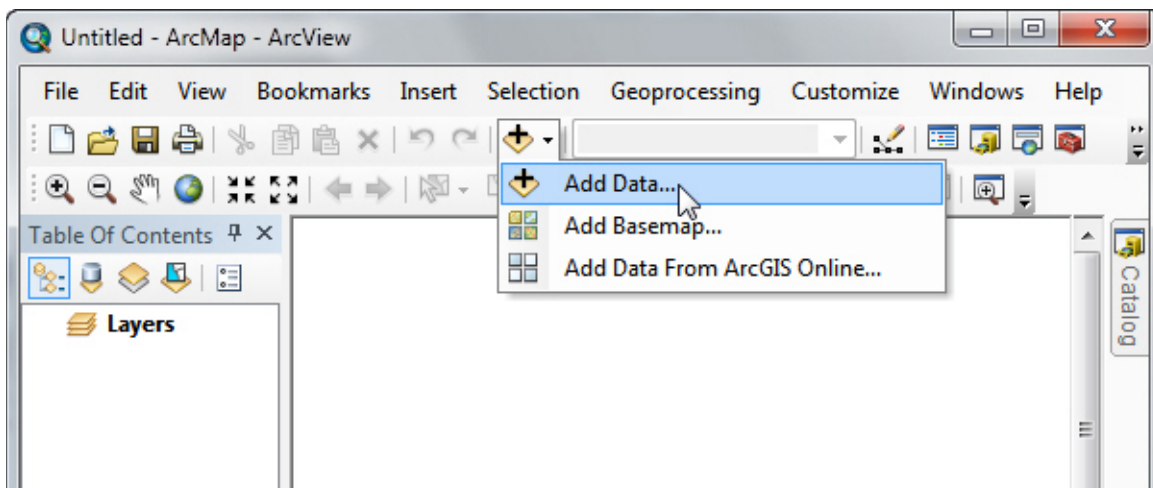 Untitled - ArcMap - ArcView
File Edit View Bookmarks Insert Selection Geoprocessing Customize Windows Help
Add Data...
Table Of Contents
Add Basemap...
Add Data From ArcGIS Online...
Layers
Catalog